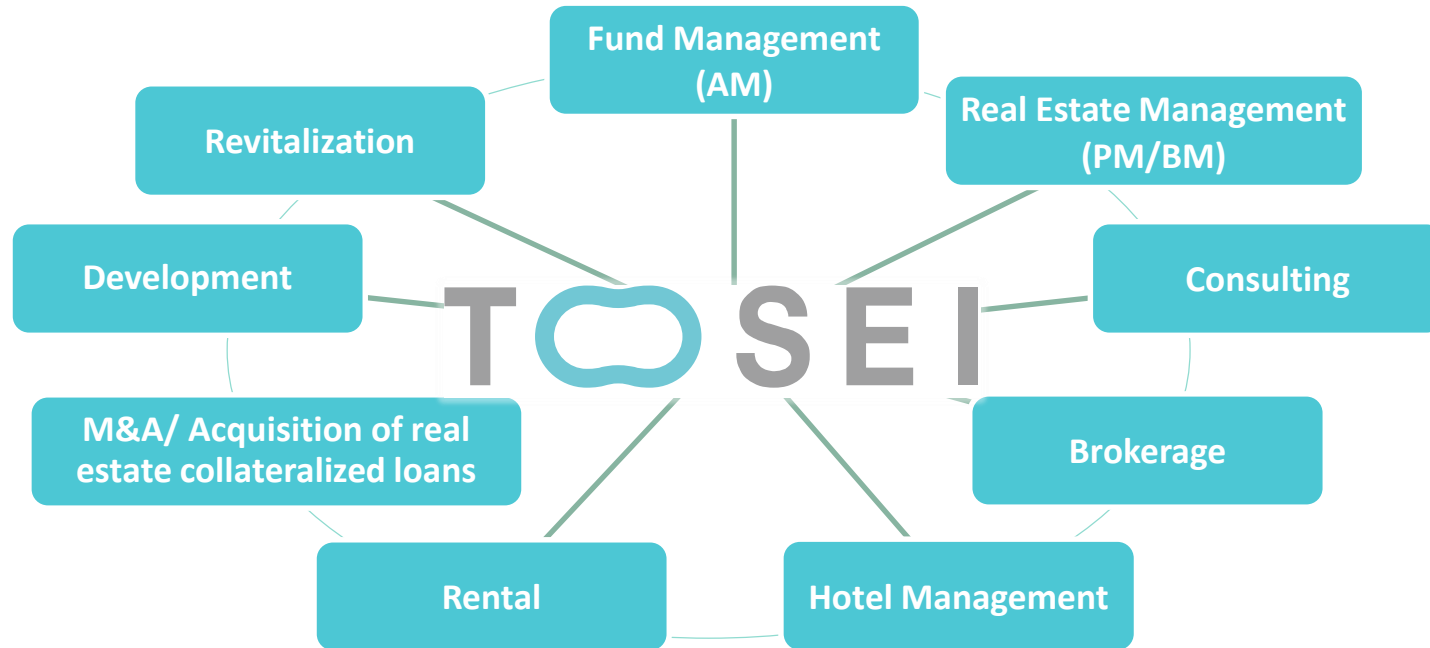 Fund Management
(AM)
Real Estate Management
(PM/BM)
Revitalization
Development
Consulting
TOSEI
M&A/ Acquisition of real
estate collateralized loans
Brokerage
Rental
Hotel Management